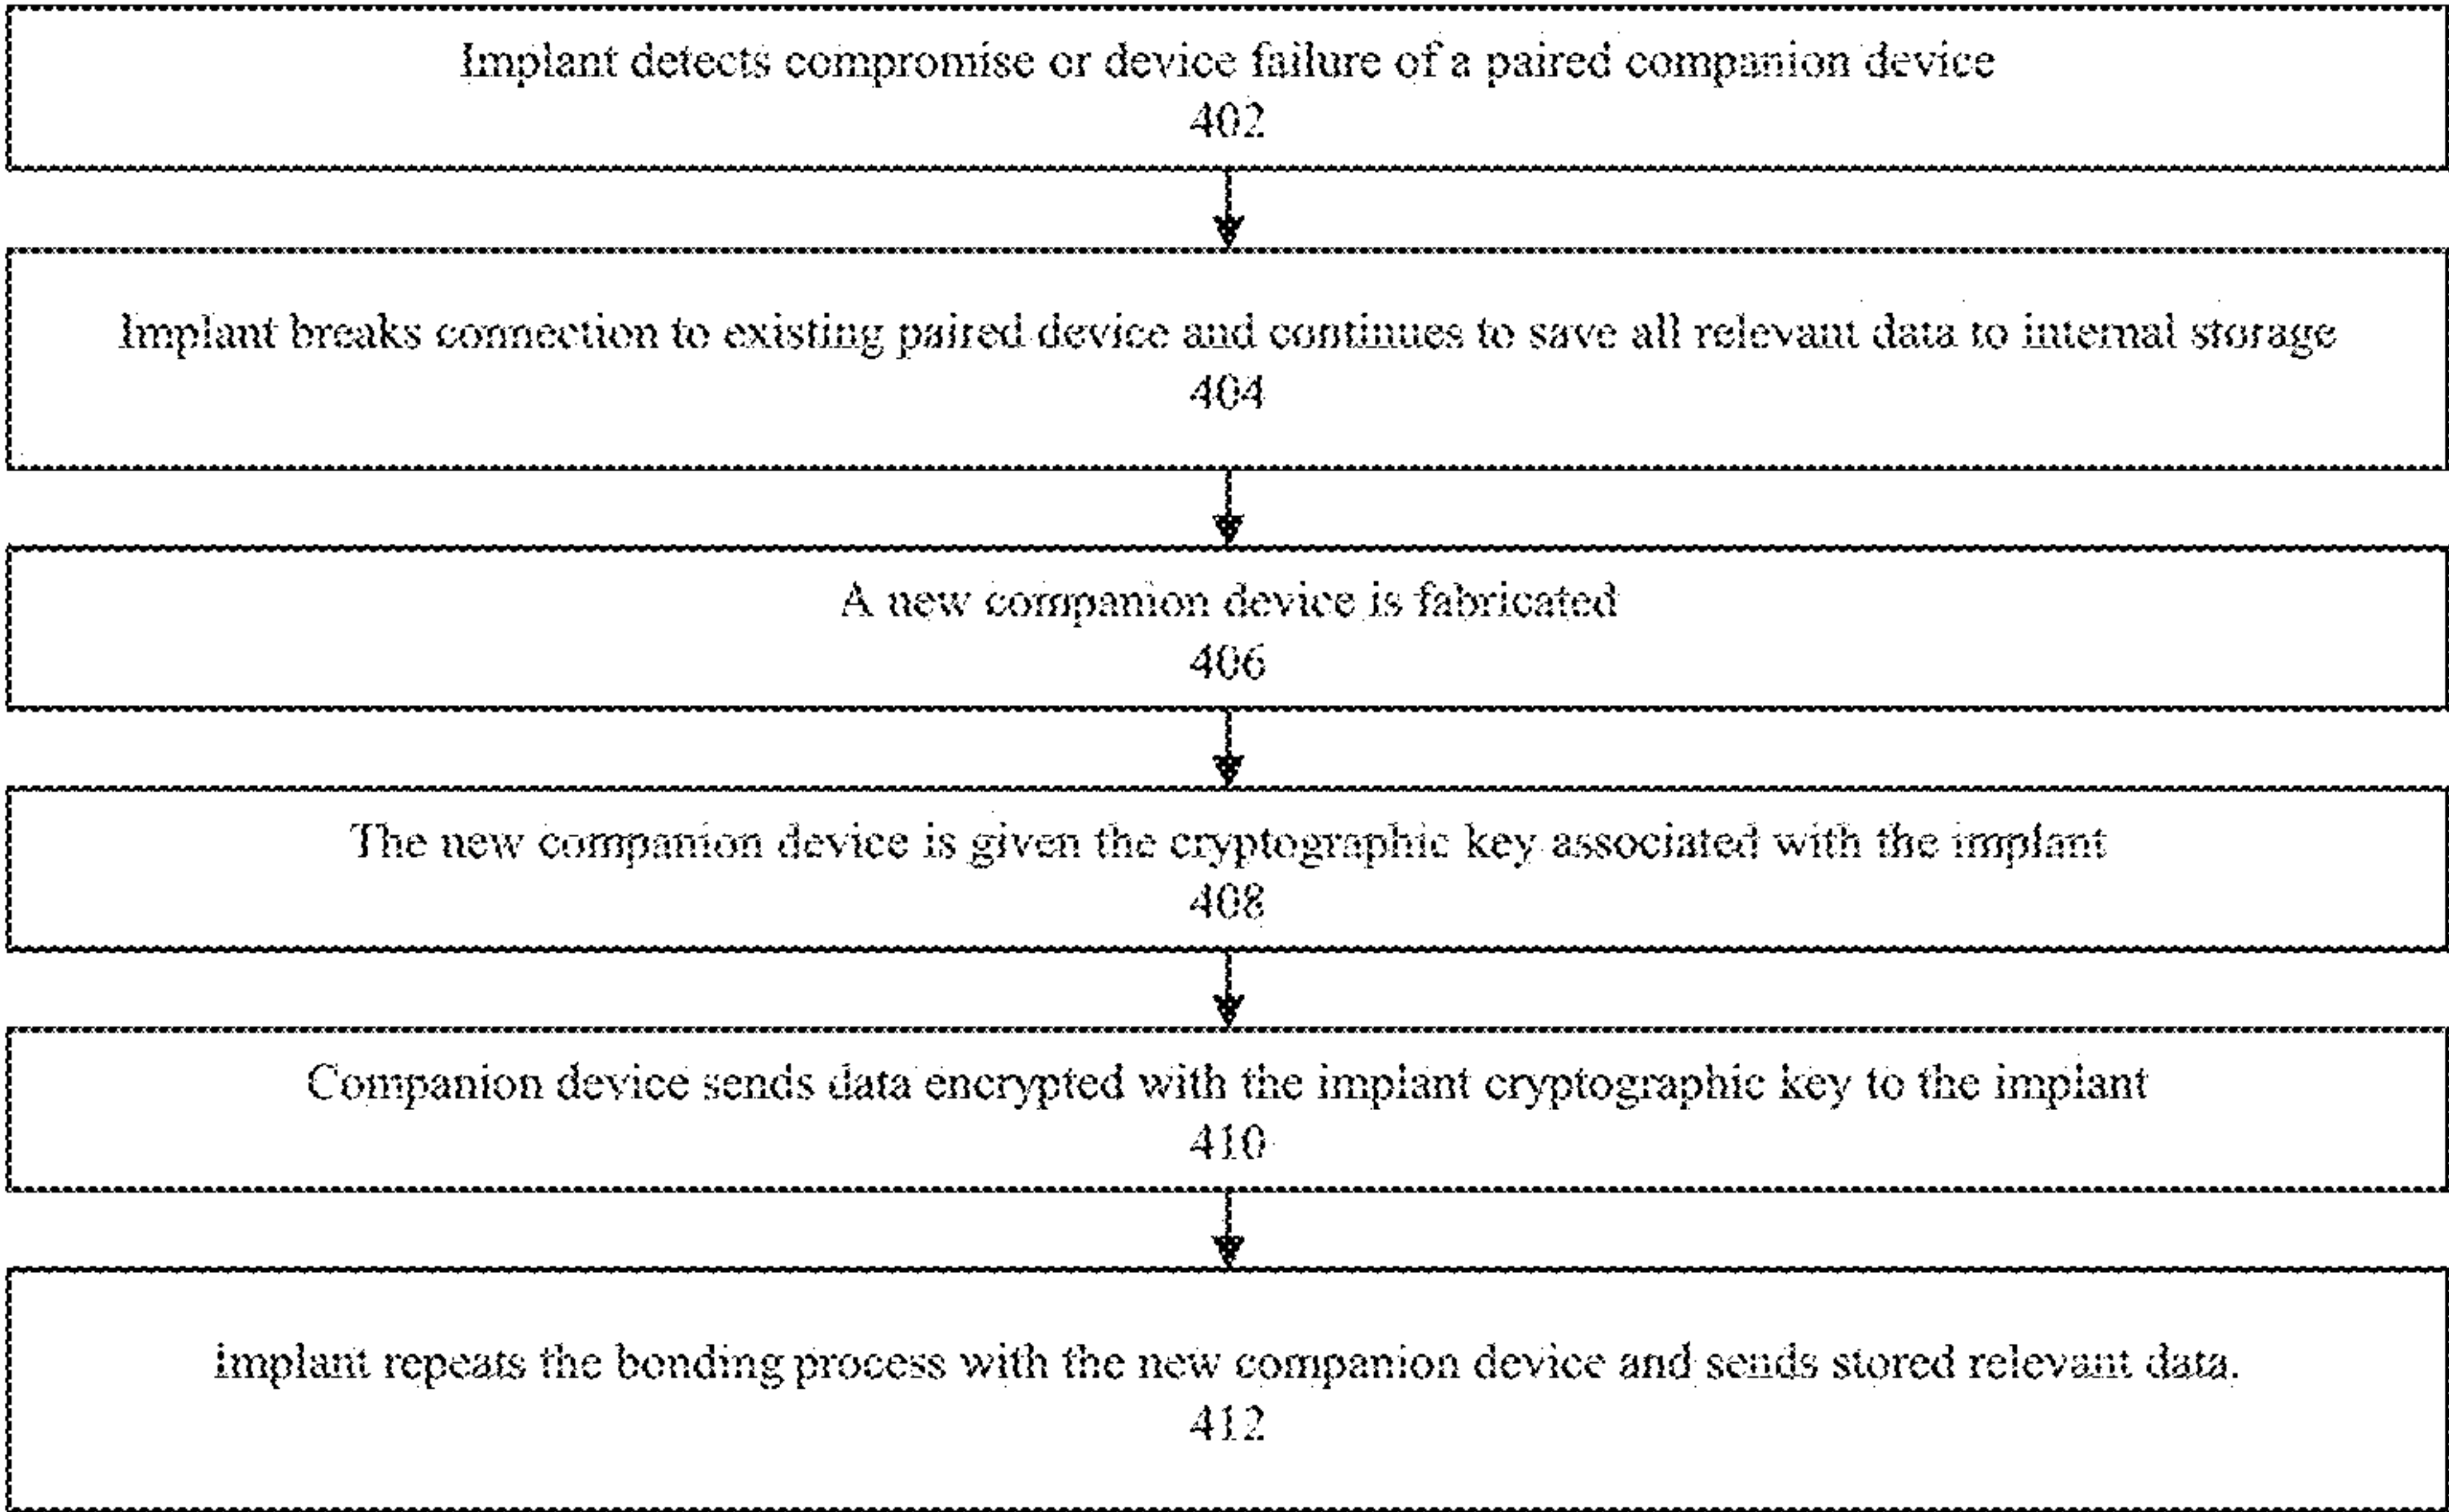 Implant detects compromise or device failure of a paired companion device
402
Implant breaks connection to existing paired device and continues to save all relevant data to internal storage
404
A new companion device is fabricated
406
The new companion device is given the cryptographic key associated with the implant
408
Companion device sends data encrypted with the implant cryptographic key to the implant
410
implant repeats the bonding process with the new companion device and sends stored relevant data.
412